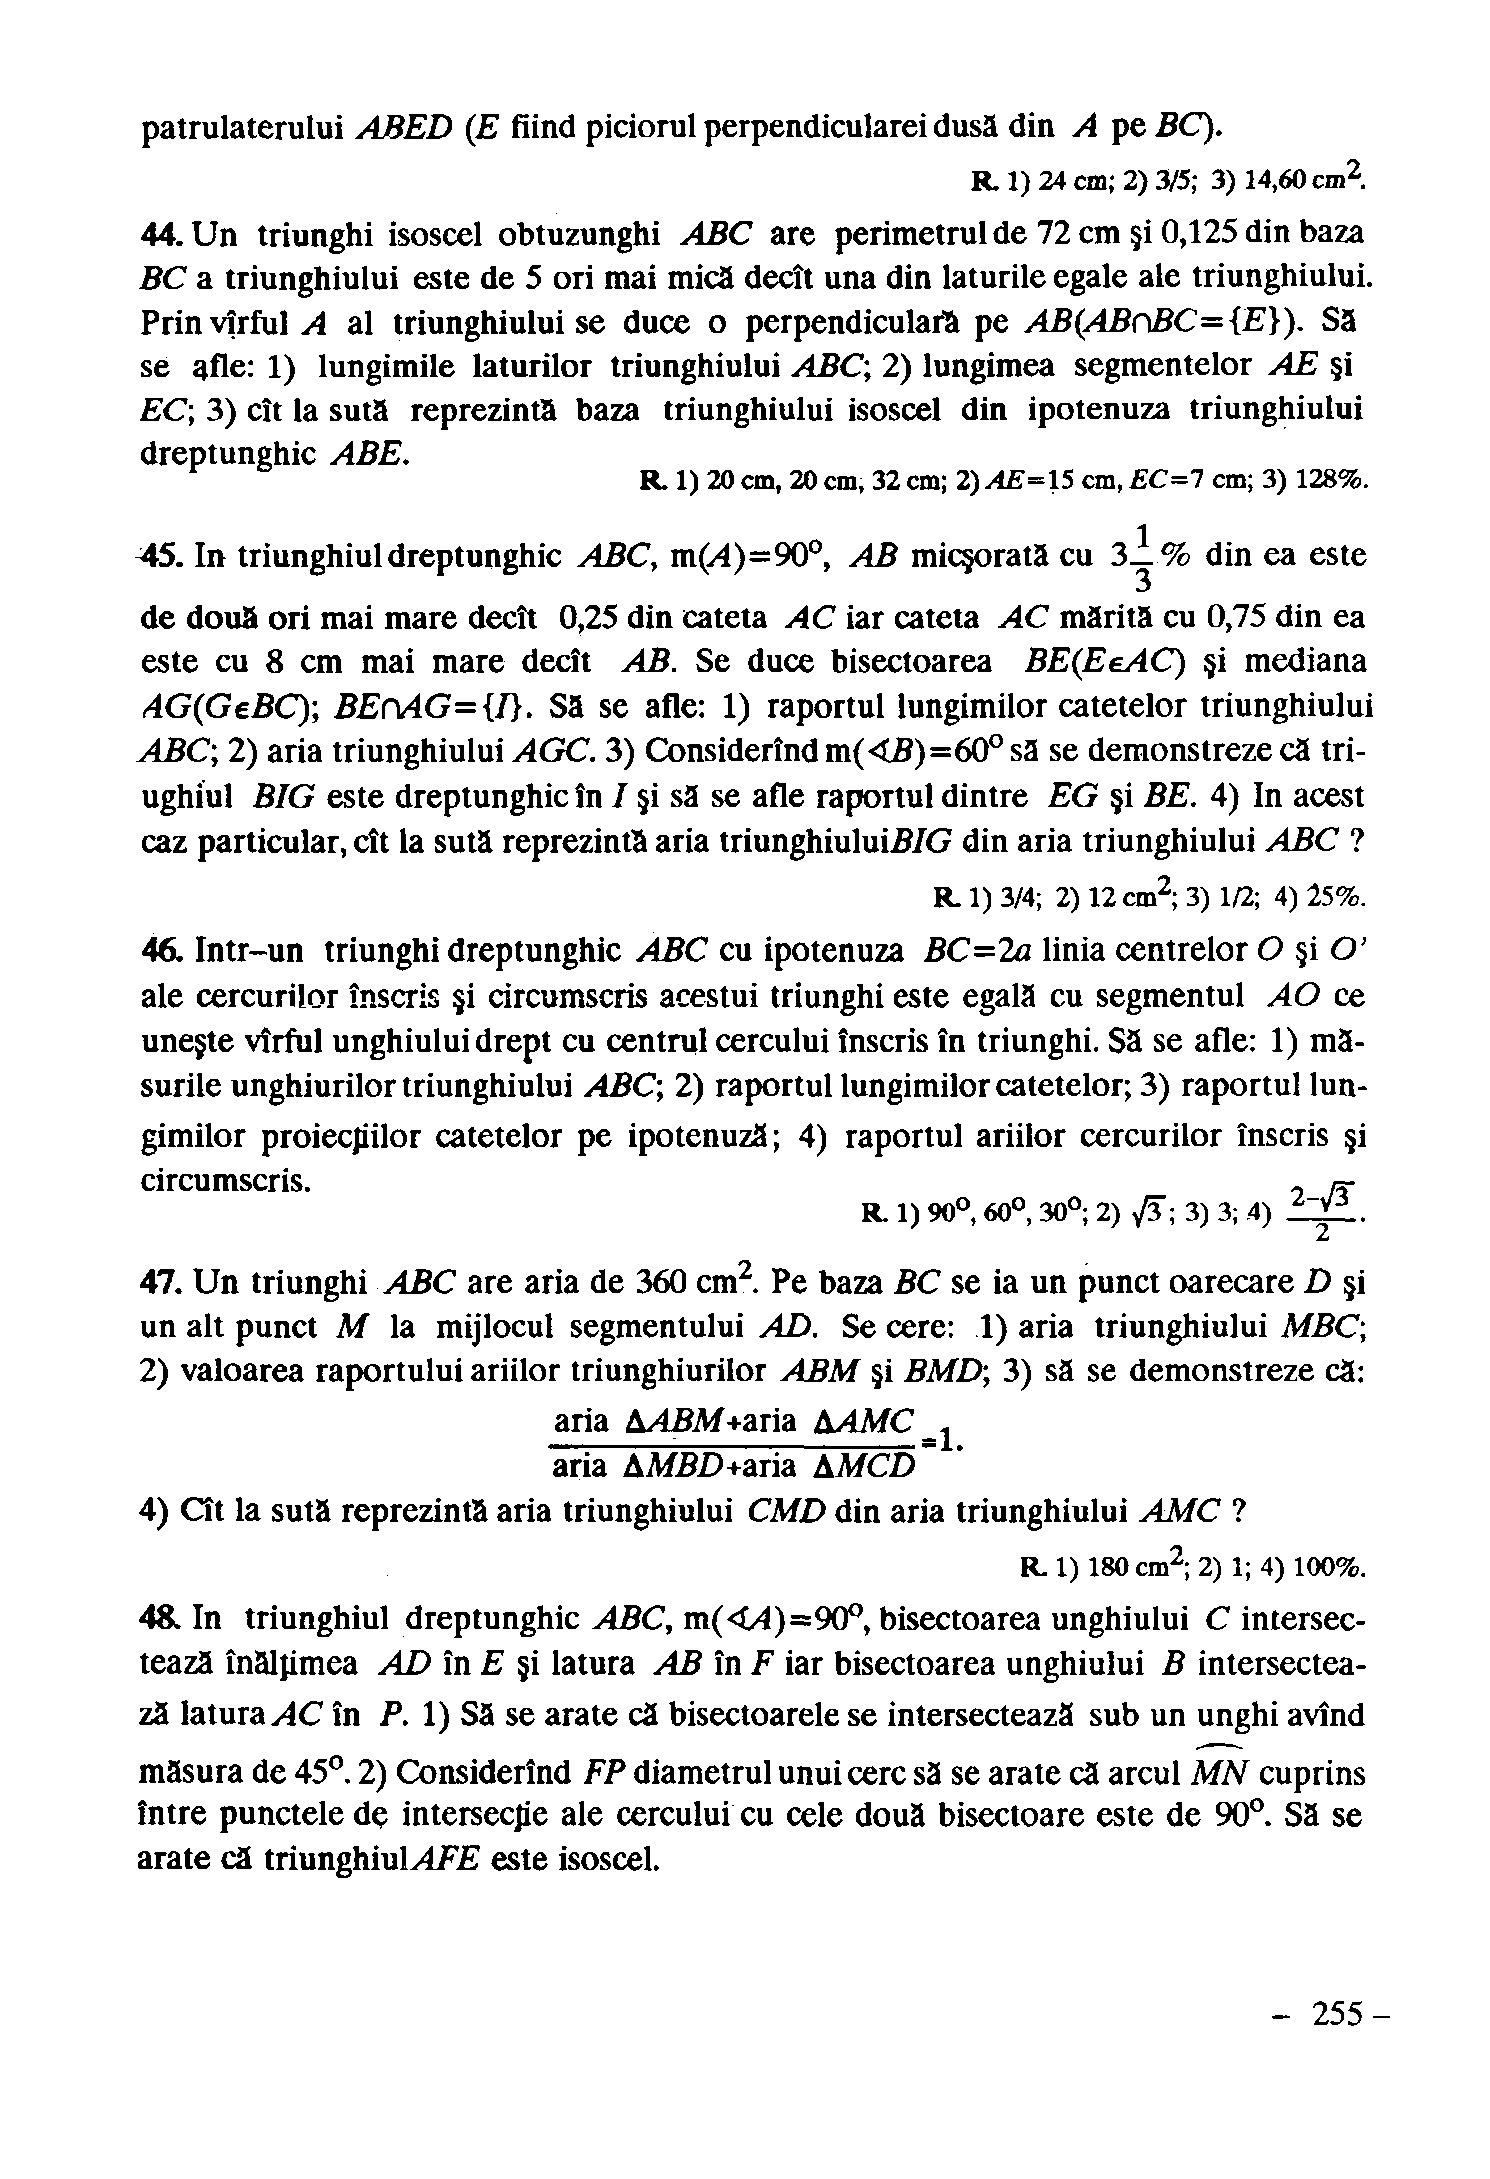 patrulaterului ABED (E fiind piciorul perpendicularei dusă din A pe BC).
R. 1) 24 cm; 2) 3/5; 3) 14,60 cm².
44. Un triunghi isoscel obtuzunghi ABC are perimetrul de 72 cm şi 0,125 din baza
BC a triunghiului este de 5 ori mai mică decît una din laturile egale ale triunghiului.
Prin vîrful A al triunghiului se duce o perpendiculară pe AB(AB∩BC={E}). Să
se afle: 1) lungimile laturilor triunghiului ABC; 2) lungimea segmentelor AE şi
EC; 3) cît la sută reprezintă baza triunghiului isoscel din ipotenuza triunghiului
dreptunghic ABE.
R. 1) 20 cm, 20 cm, 32 cm; 2) AE=15 cm, EC=7 cm; 3) 128%.
45. In triunghiul dreptunghic ABC, m(A)=90⁰, AB micşorată cu 3 1/3 % din ea este
de două ori mai mare decît 0,25 din cateta AC iar cateta AC mărită cu 0,75 din ea
este cu 8 cm mai mare decît AB. Se duce bisectoarea BE(E∈AC) şi mediana
AG(G∈BC); BE∩AG={I}. Să se afle: 1) raportul lungimilor catetelor triunghiului
ABC; 2) aria triunghiului AGC. 3) Considerînd m(∢B)=60⁰ să se demonstreze că tri-
ughiul BIG este dreptunghic în I şi să se afle raportul dintre EG şi BE. 4) In acest
caz particular, cît la sută reprezintă aria triunghiului BIG din aria triunghiului ABC ?
R. 1) 3/4; 2) 12 cm²; 3) 1/2; 4) 25%.
46. Intr-un triunghi dreptunghic ABC cu ipotenuza BC=2a linia centrelor O şi O'
ale cercurilor înscris şi circumscris acestui triunghi este egală cu segmentul AO ce
uneşte vîrful unghiului drept cu centrul cercului înscris în triunghi. Să se afle: 1) mă-
surile unghiurilor triunghiului ABC; 2) raportul lungimilor catetelor; 3) raportul lun-
gimilor proiecţiilor catetelor pe ipotenuză; 4) raportul ariilor cercurilor înscris şi
circumscris.
R. 1) 90⁰, 60⁰, 30⁰; 2) √3; 3) 3; 4) (2-√3)/2.
47. Un triunghi ABC are aria de 360 cm². Pe baza BC se ia un punct oarecare D şi
un alt punct M la mijlocul segmentului AD. Se cere: 1) aria triunghiului MBC;
2) valoarea raportului ariilor triunghiurilor ABM şi BMD; 3) să se demonstreze că:
aria ΔABM+aria ΔAMC
=1.
aria ΔMBD+aria ΔMCD
4) Cît la sută reprezintă aria triunghiului CMD din aria triunghiului AMC ?
R. 1) 180 cm²; 2) 1; 4) 100%.
48. In triunghiul dreptunghic ABC, m(∢A)=90⁰, bisectoarea unghiului C intersec-
tează înălţimea AD în E şi latura AB în F iar bisectoarea unghiului B intersectea-
ză latura AC în P. 1) Să se arate că bisectoarele se intersectează sub un unghi avînd
măsura de 45⁰. 2) Considerînd FP diametrul unui cerc să se arate că arcul MN cuprins
între punctele de intersecţie ale cercului cu cele două bisectoare este de 90⁰. Să se
arate că triunghiul AFE este isoscel.
- 255 -